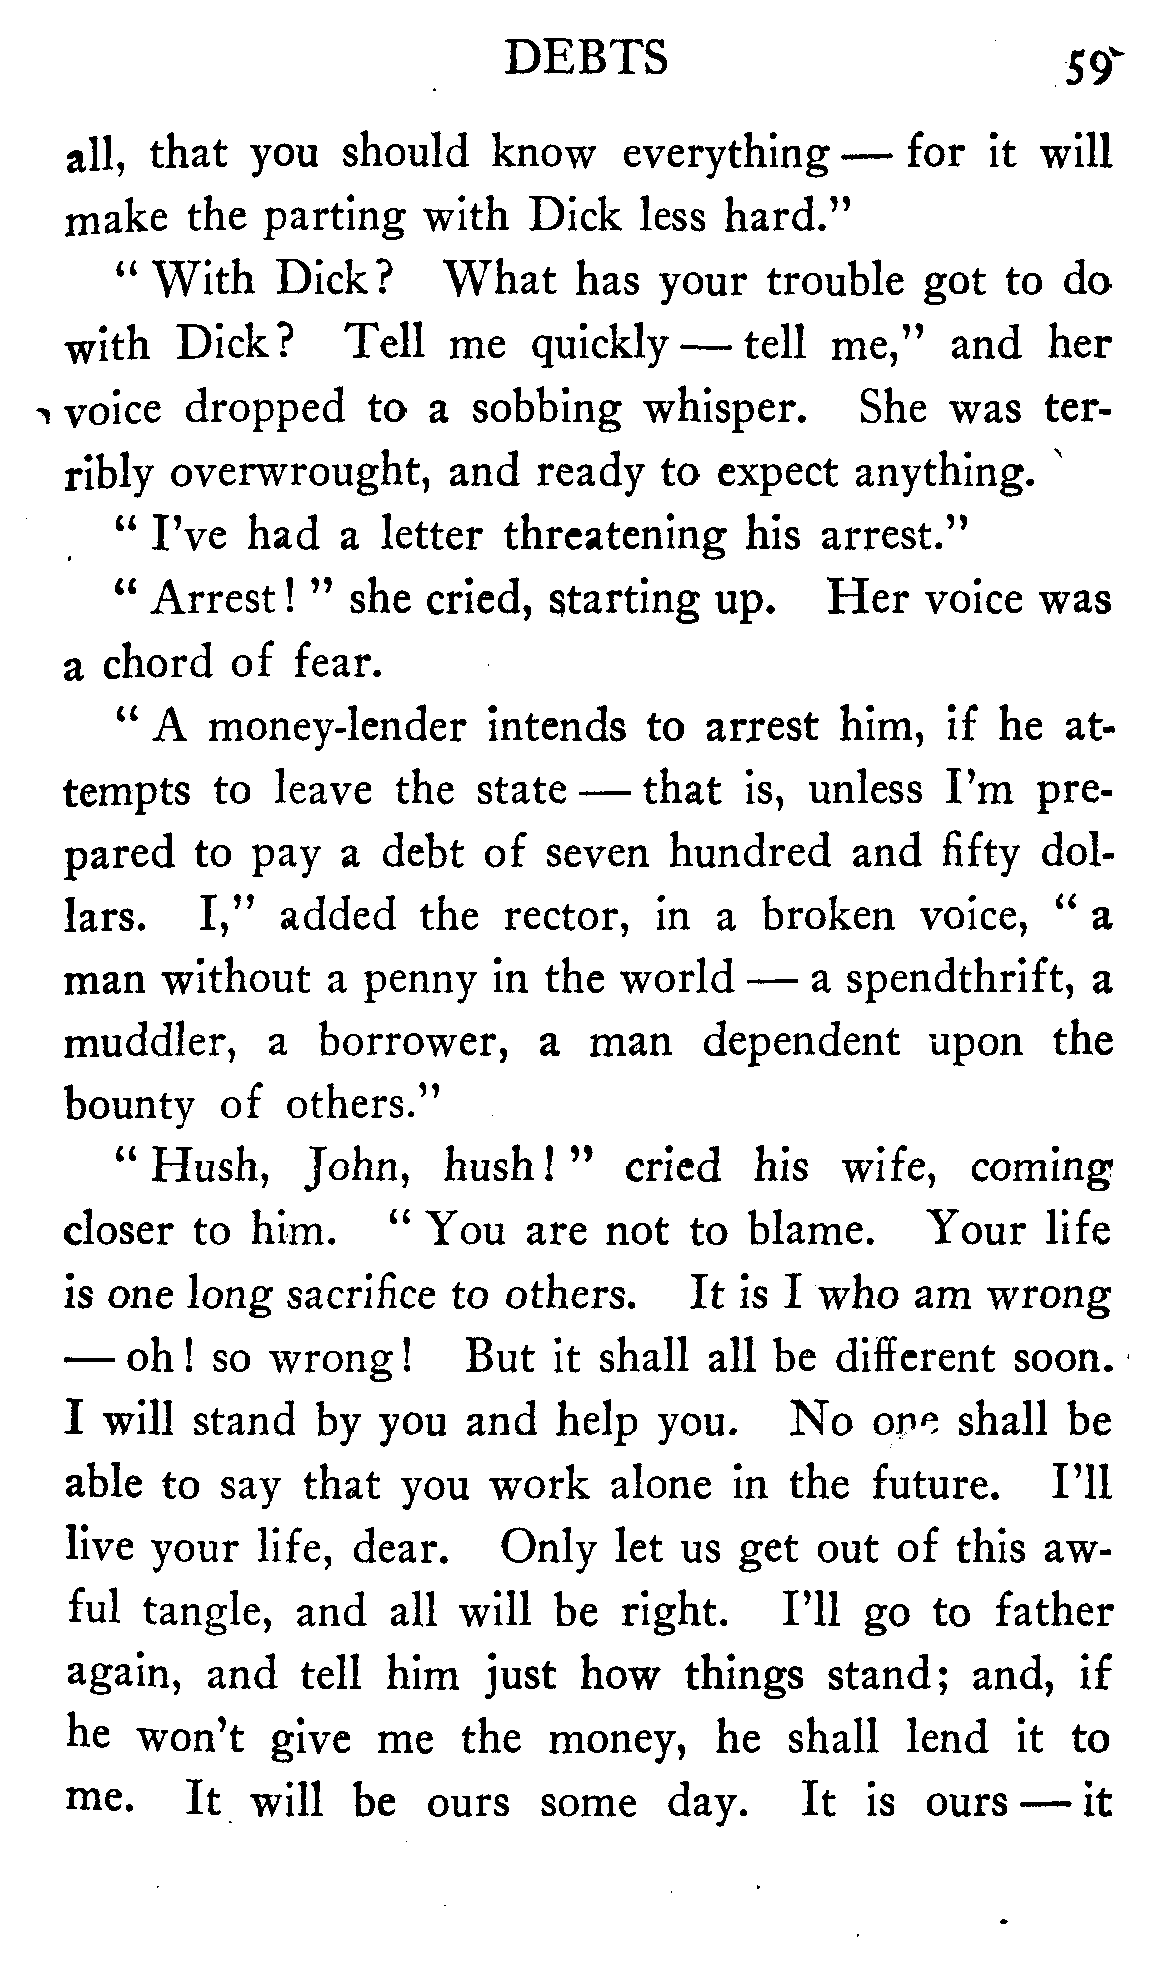 DEBTS 59
all, that you should know everything — for it will
make the parting with Dick less hard."
" With Dick? What has your trouble got to do
with Dick? Tell me quickly — tell me," and her
voice dropped to a sobbing whisper. She was ter-
ribly overwrought, and ready to expect anything.
" I've had a letter threatening his arrest."
" Arrest! " she cried, starting up. Her voice was
a chord of fear.
" A money-lender intends to arrest him, if he at-
tempts to leave the state — that is, unless I'm pre-
pared to pay a debt of seven hundred and fifty dol-
lars. I," added the rector, in a broken voice, " a
man without a penny in the world — a spendthrift, a
muddler, a borrower, a man dependent upon the
bounty of others."
" Hush, John, hush! " cried his wife, coming
closer to him. " You are not to blame. Your life
is one long sacrifice to others. It is I who am wrong
— oh! so wrong! But it shall all be different soon.
I will stand by you and help you. No one shall be
able to say that you work alone in the future. I'll
live your life, dear. Only let us get out of this aw-
ful tangle, and all will be right. I'll go to father
again, and tell him just how things stand; and, if
he won't give me the money, he shall lend it to
me. It will be ours some day. It is ours — it